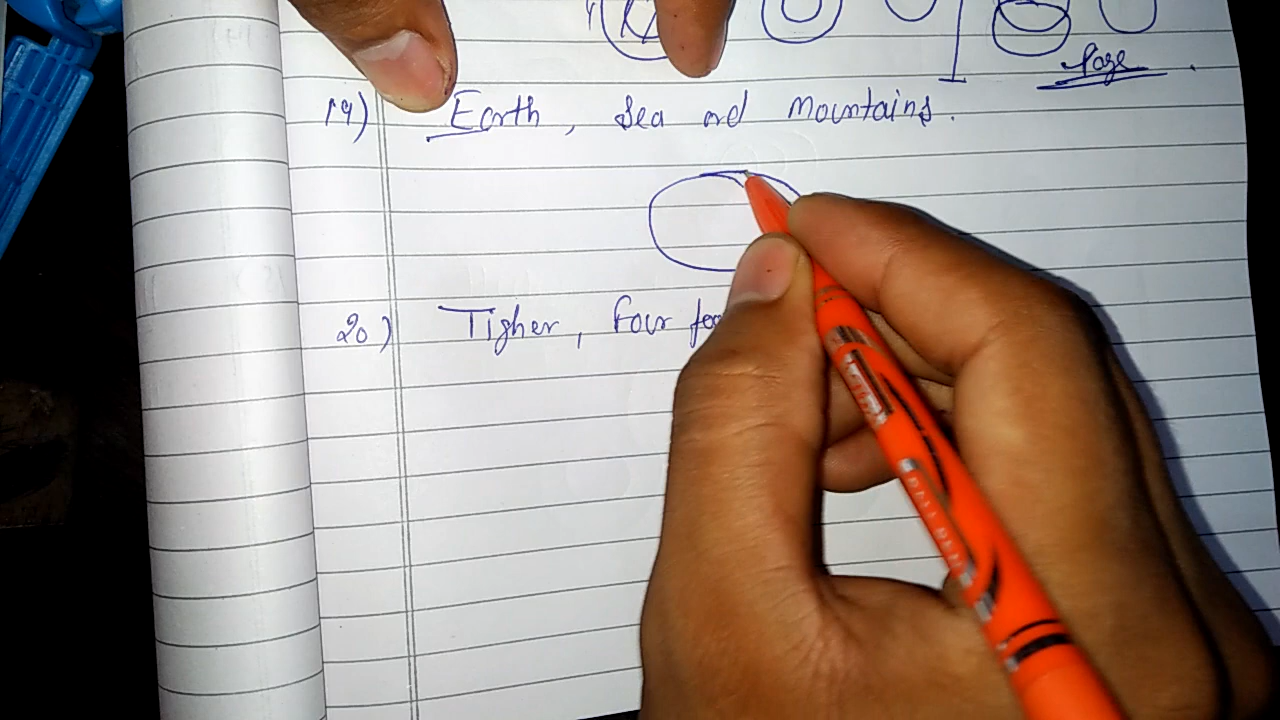 Page
19) Earth, Sea and Mountains.
20) Tigher, Four